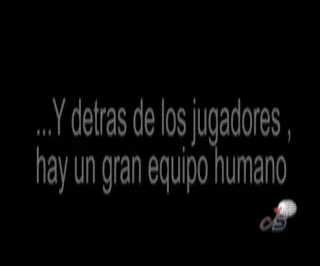 ...Y detras de los jugadores ,
hay un gran equipo humano